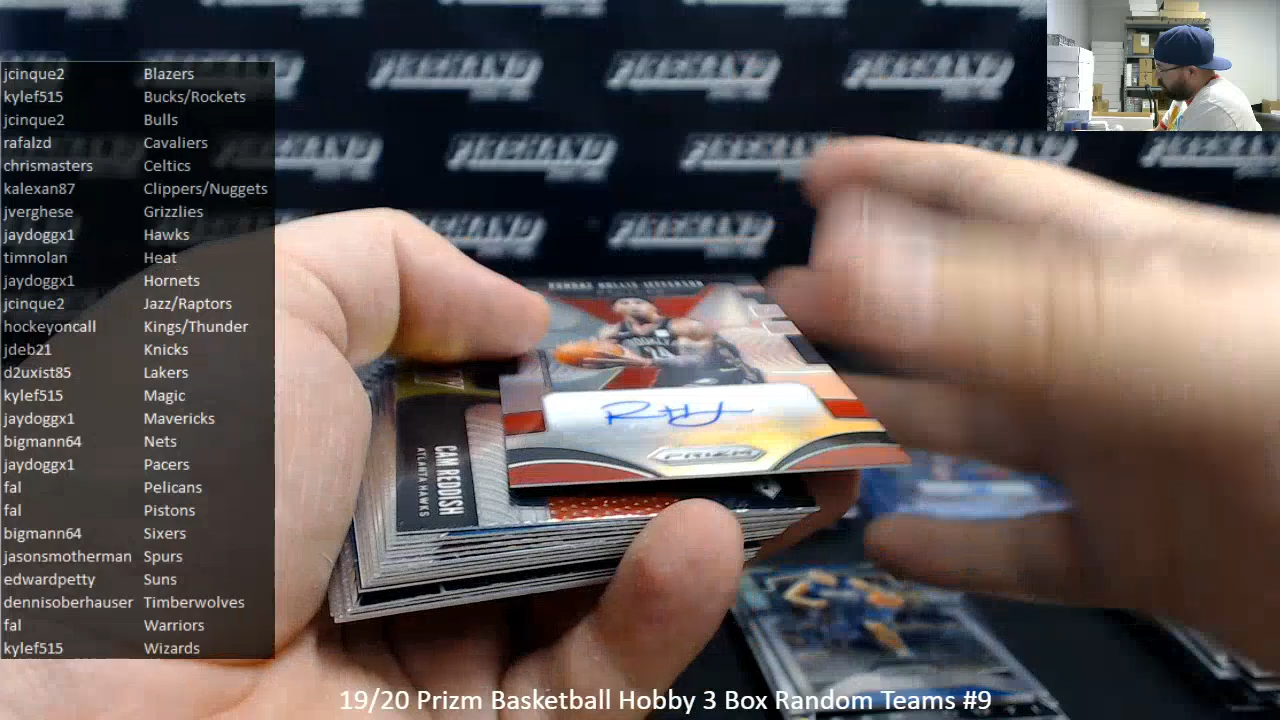 jcinque2 Blazers
kylef515 Bucks/Rockets
jcinque2 Bulls
rafalzd Cavaliers
chrismasters Celtics
kalexan87 Clippers/Nuggets
jverghese Grizzlies
jaydoggx1 Hawks
timnolan Heat
jaydoggx1 Hornets
jcinque2 Jazz/Raptors
hockeyoncall Kings/Thunder
jdeb21 Knicks
d2uxist85 Lakers
kylef515 Magic
jaydoggx1 Mavericks
bigmann64 Nets
jaydoggx1 Pacers
fal Pelicans
fal Pistons
bigmann64 Sixers
jasonsmotherman Spurs
edwardpetty Suns
dennisoberhauser Timberwolves
fal Warriors
kylef515 Wizards
PRIZM
CAM REDDISH
ATLANTA HAWKS
19/20 Prizm Basketball Hobby 3 Box Random Teams #9